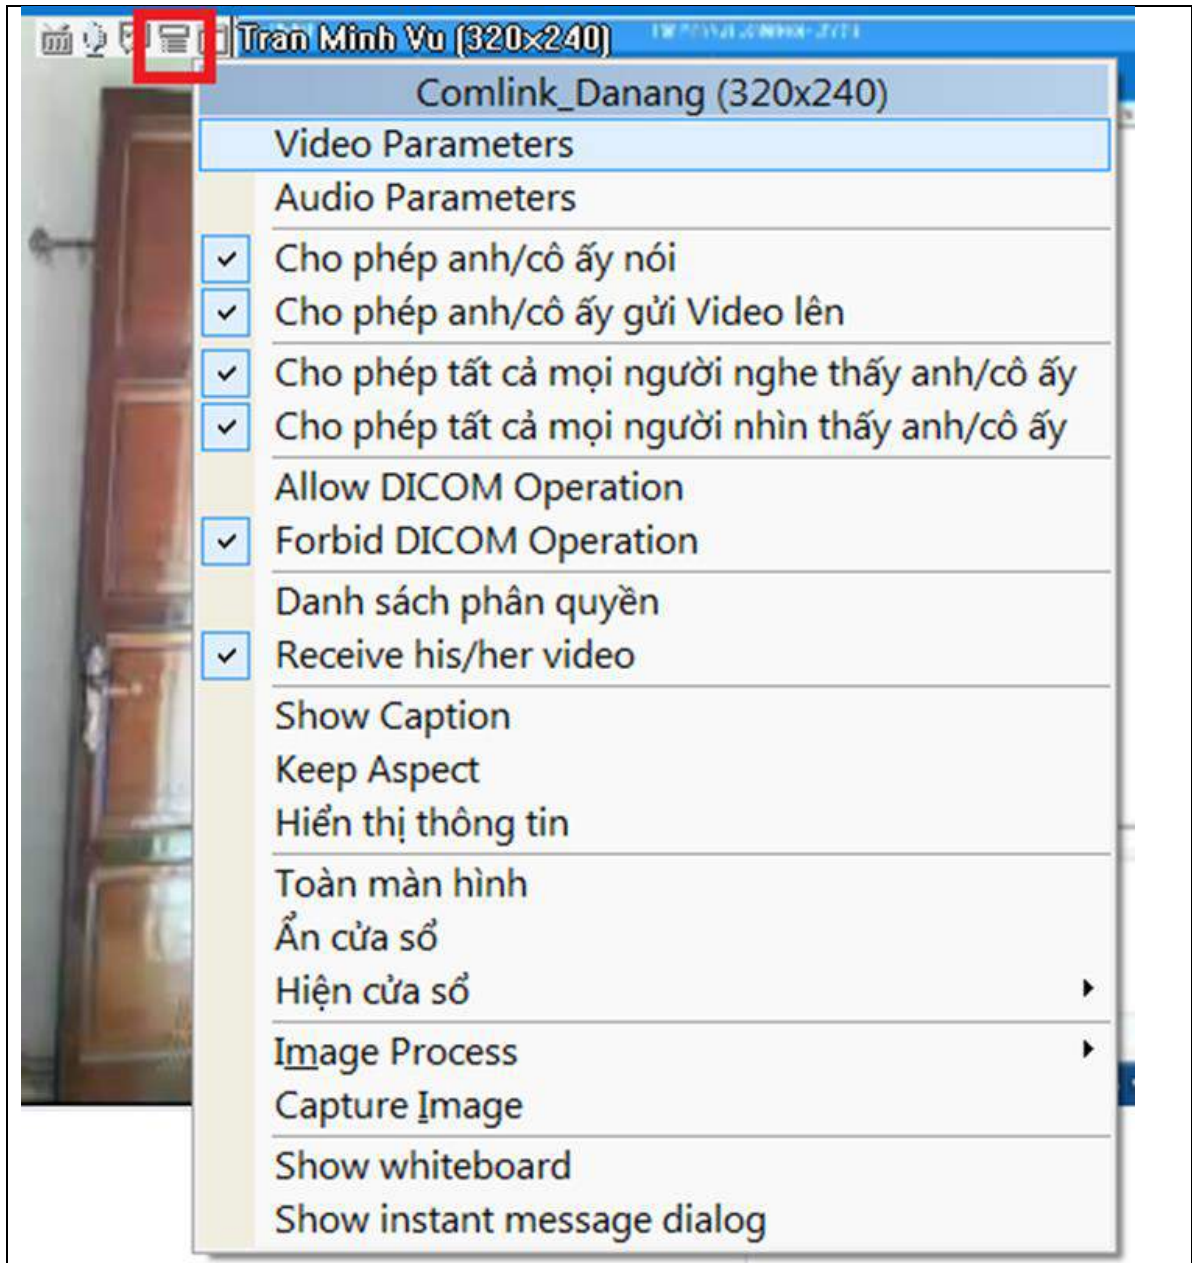 Tran Minh Vu (320x240)
Comlink_Danang (320x240)
Video Parameters
Audio Parameters
Cho phép anh/cô ấy nói
Cho phép anh/cô ấy gửi Video lên
Cho phép tất cả mọi người nghe thấy anh/cô ấy
Cho phép tất cả mọi người nhìn thấy anh/cô ấy
Allow DICOM Operation
Forbid DICOM Operation
Danh sách phân quyền
Receive his/her video
Show Caption
Keep Aspect
Hiển thị thông tin
Toàn màn hình
Ẩn cửa sổ
Hiện cửa sổ
Image Process
Capture Image
Show whiteboard
Show instant message dialog